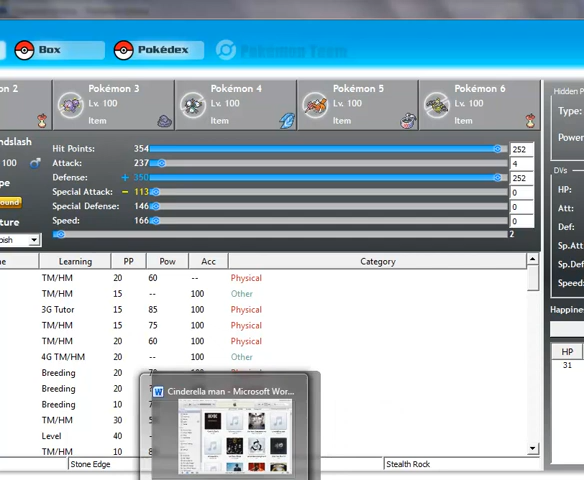 Box Pokédex Pokémon Team
on 2 Pokémon 3 Pokémon 4 Pokémon 5 Pokémon 6
Lv. 100 Lv. 100 Lv. 100 Lv. 100
Item Item Item Item
Hidden P
Type:
Power
ndslash
100
pe
ound
ture
pish
Hit Points: 354 252
Attack: 237 4
Defense: + 350 252
Special Attack: - 113 0
Special Defense: 146 0
Speed: 166 0
2
DVs
HP:
Att:
Def:
Sp.Att
Sp.Def
Speed:
Happine
HP
31
me Learning PP Pow Acc Category
TM/HM 20 60 -- Physical
TM/HM 15 -- 100 Other
3G Tutor 15 85 100 Physical
TM/HM 15 75 100 Physical
TM/HM 20 60 100 Physical
4G TM/HM 20 -- 100 Other
Breeding
Breeding 20
Breeding 10
TM/HM 30
Level 40
TM/HM 10
Cinderella man - Microsoft Wor...
Stone Edge Stealth Rock